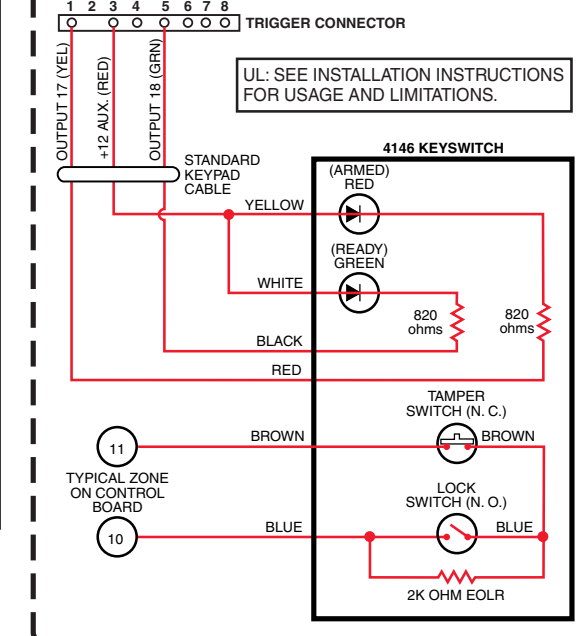 1 2 3 4 5 6 7 8
TRIGGER CONNECTOR
OUTPUT 17 (YEL)
+12 AUX. (RED)
OUTPUT 18 (GRN)
UL: SEE INSTALLATION INSTRUCTIONS
FOR USAGE AND LIMITATIONS.
STANDARD
KEYPAD
CABLE
4146 KEYSWITCH
(ARMED)
RED
YELLOW
(READY)
GREEN
WHITE
820
ohms
820
ohms
BLACK
RED
TAMPER
SWITCH (N. C.)
BROWN
BROWN
11
TYPICAL ZONE
ON CONTROL
BOARD
10
LOCK
SWITCH (N. O.)
BLUE
BLUE
2K OHM EOLR